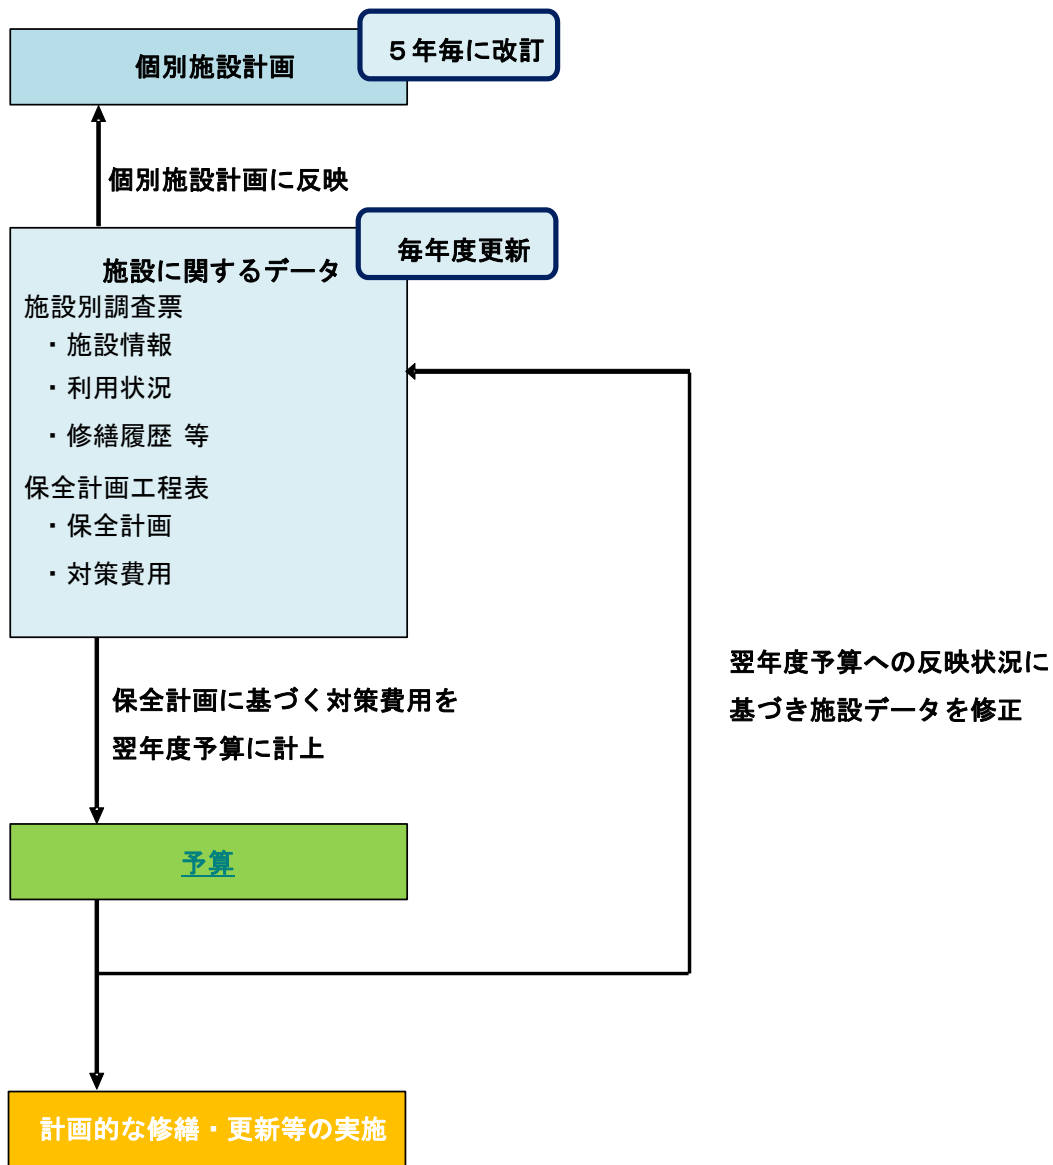 ５年毎に改訂
個別施設計画
個別施設計画に反映
毎年度更新
施設に関するデータ
施設別調査票
・施設情報
・利用状況
・修繕履歴 等
保全計画工程表
・保全計画
・対策費用
翌年度予算への反映状況に
基づき施設データを修正
保全計画に基づく対策費用を
翌年度予算に計上
予算
計画的な修繕・更新等の実施